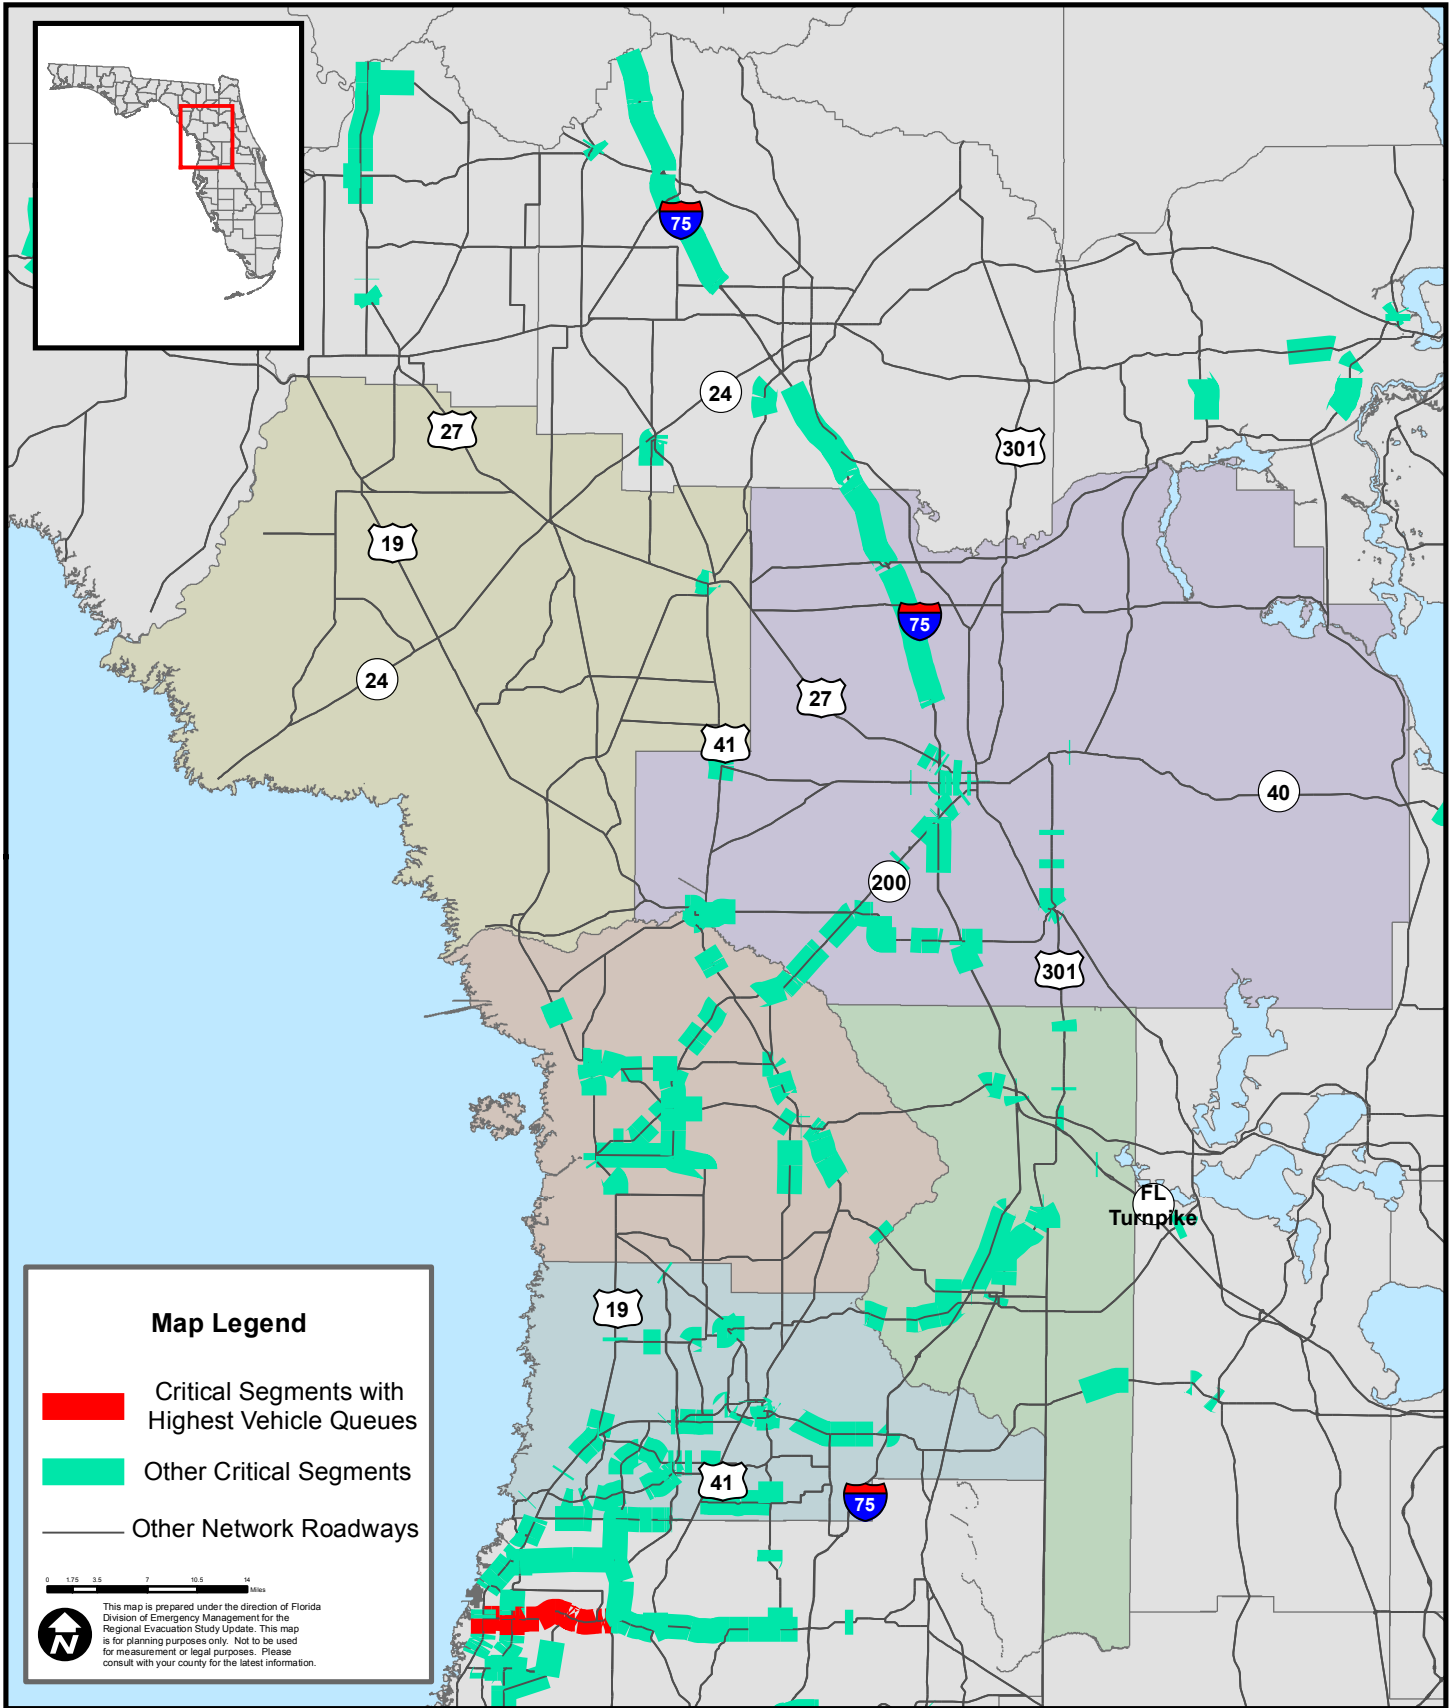 75
24
27
301
19
75
24
27
41
40
200
301
FL
Turnpike
19
41
75
Map Legend
Critical Segments with
Highest Vehicle Queues
Other Critical Segments
Other Network Roadways
0 1.75 3.5 7 10.5 14
Miles
This map is prepared under the direction of Florida
Division of Emergency Management for the
Regional Evacuation Study Update. This map
is for planning purposes only. Not to be used
for measurement or legal purposes. Please
consult with your county for the latest information.
N